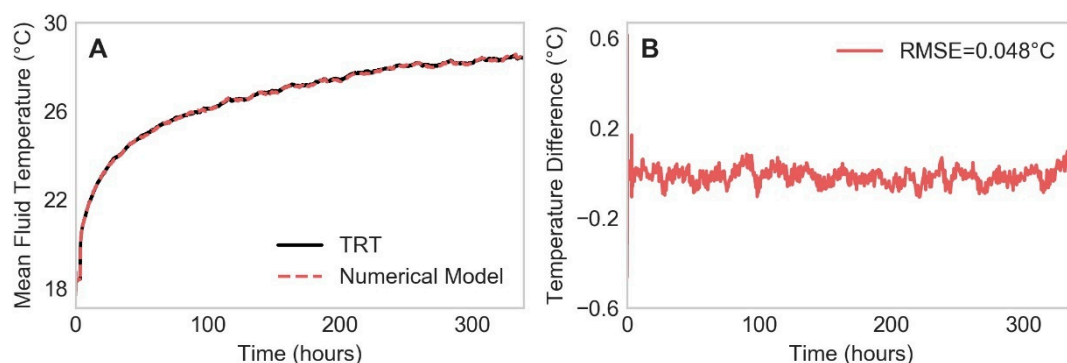 A
Mean Fluid Temperature (°C)
30
26
22
18
0
100
200
300
Time (hours)
TRT
Numerical Model
B
Temperature Difference (°C)
0.6
0.2
−0.2
−0.6
0
100
200
300
Time (hours)
RMSE=0.048°C